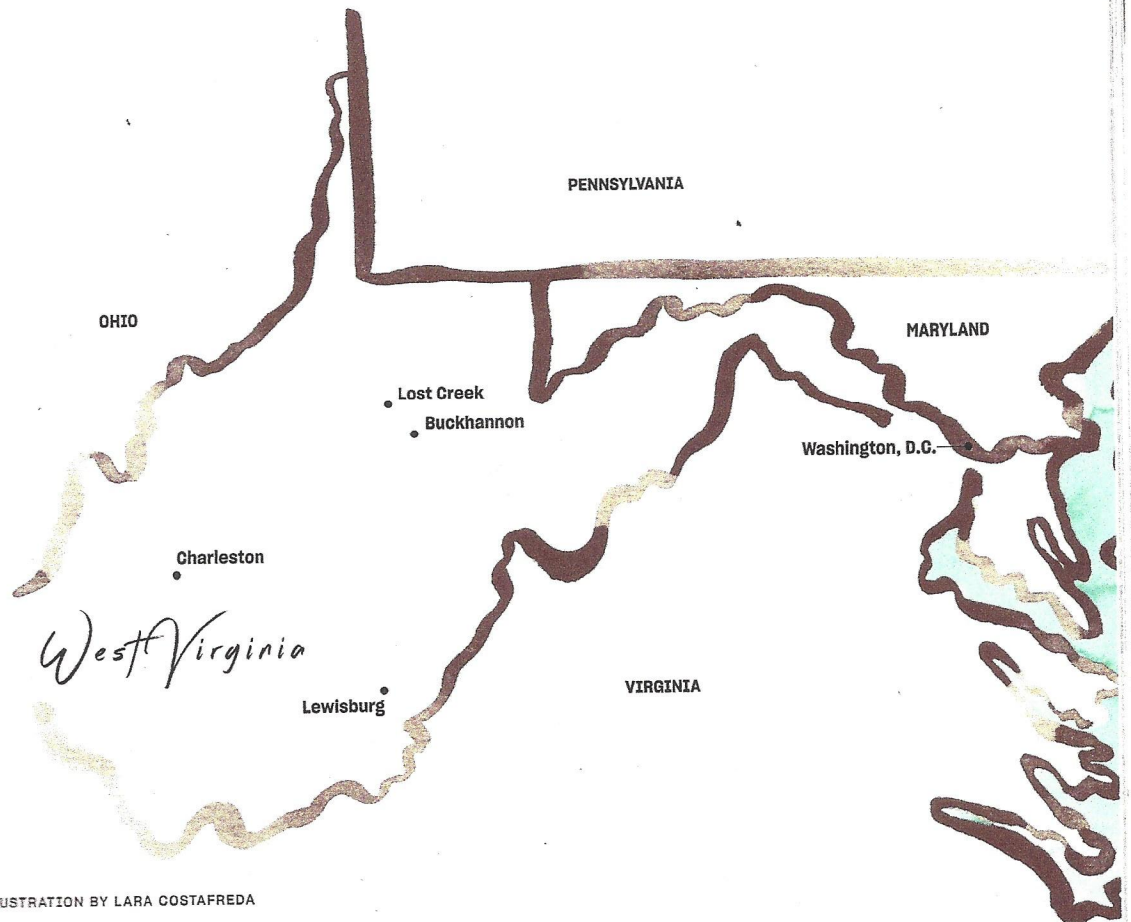 PENNSYLVANIA
OHIO
MARYLAND
Lost Creek
Buckhannon
Washington, D.C.
Charleston
West Virginia
VIRGINIA
Lewisburg
USTRATION BY LARA COSTAFREDA